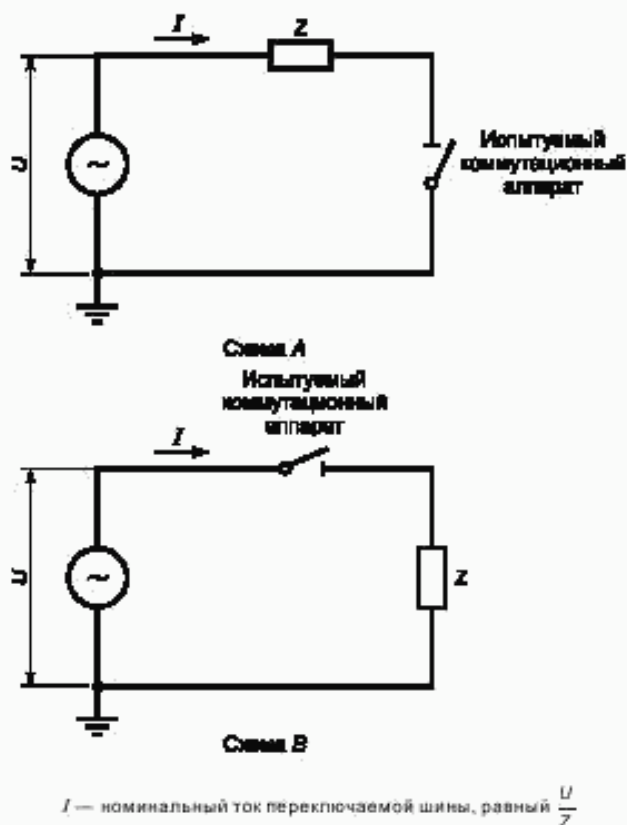 I
Z
U
~
Испытуемый
коммутационный
аппарат
Схема A
Испытуемый
коммутационный
аппарат
I
U
~
Z
Схема B
I — номинальный ток переключаемой шины, равный U/Z